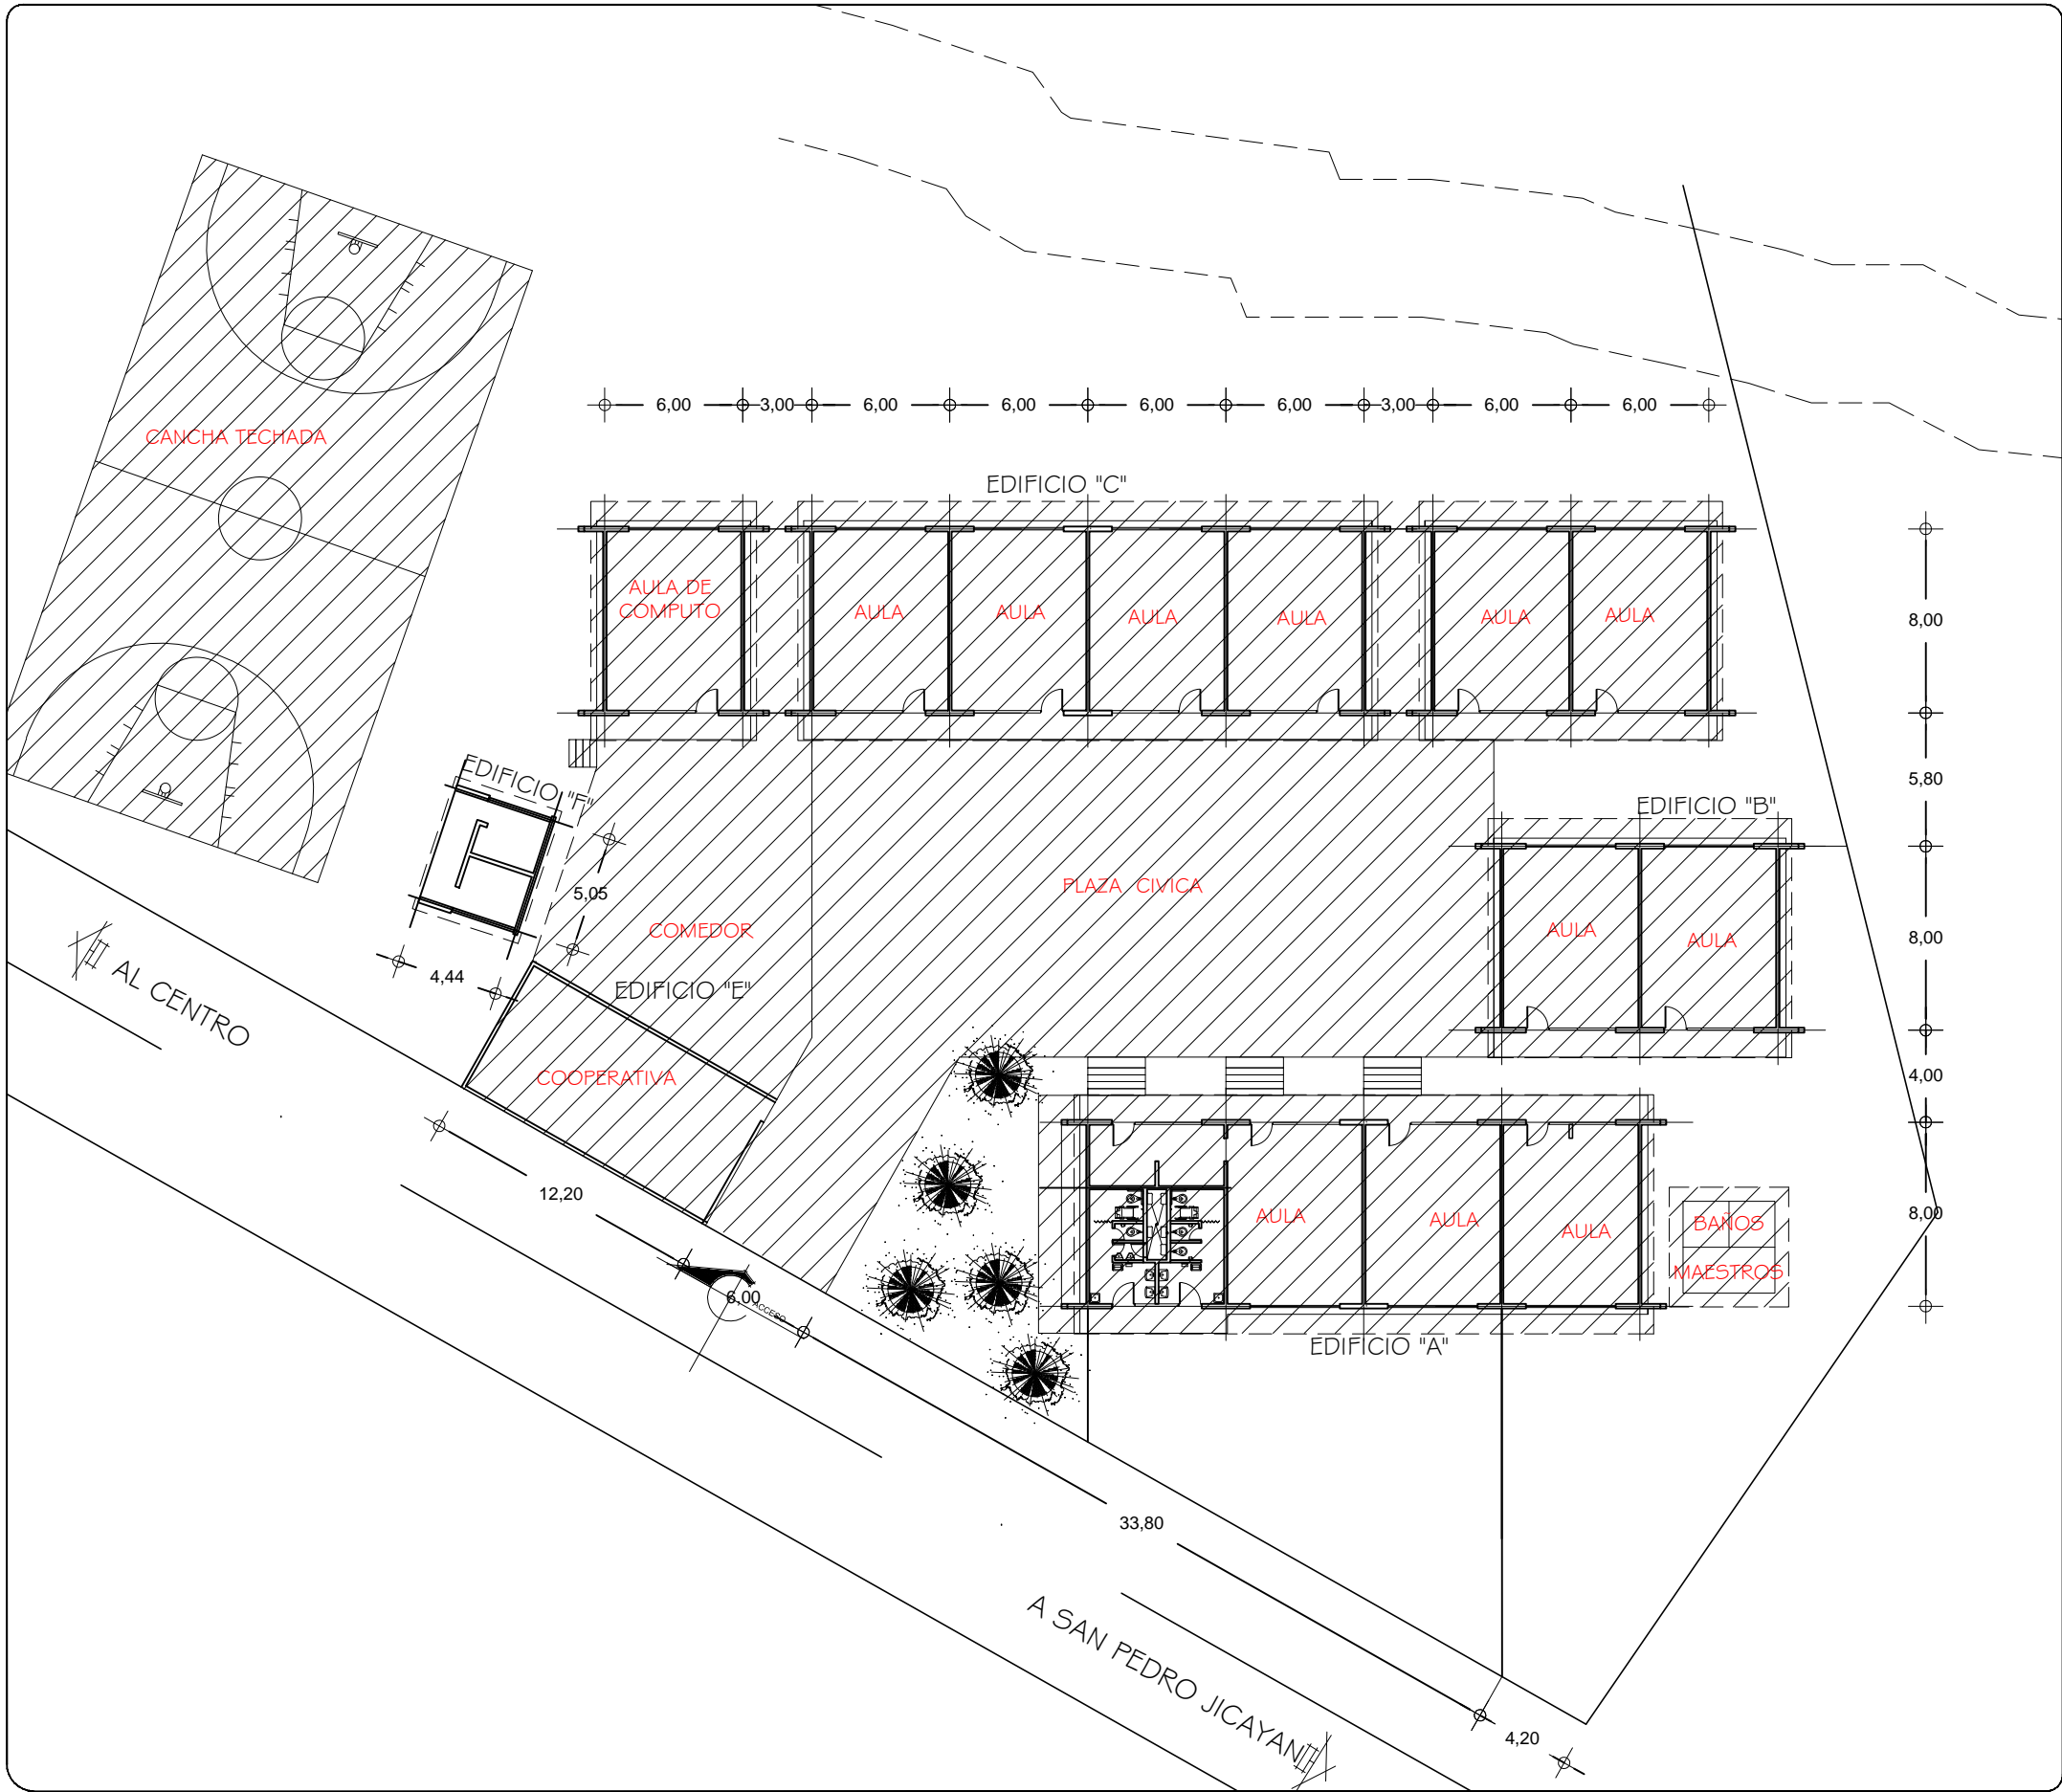 6,00 3,00 6,00 6,00 6,00 6,00 3,00 6,00 6,00
CANCHA TECHADA
EDIFICIO "C"
AULA DE
COMPUTO
AULA
AULA
AULA
AULA
AULA
AULA
8,00
5,80
EDIFICIO "F"
EDIFICIO "B"
5,05
PLAZA CIVICA
COMEDOR
AULA
AULA
8,00
4,44
AL CENTRO
EDIFICIO "E"
COOPERATIVA
4,00
12,20
AULA
AULA
AULA
BAÑOS
MAESTROS
8,00
6,00
ACCESO
EDIFICIO "A"
33,80
A SAN PEDRO JICAYAN
4,20